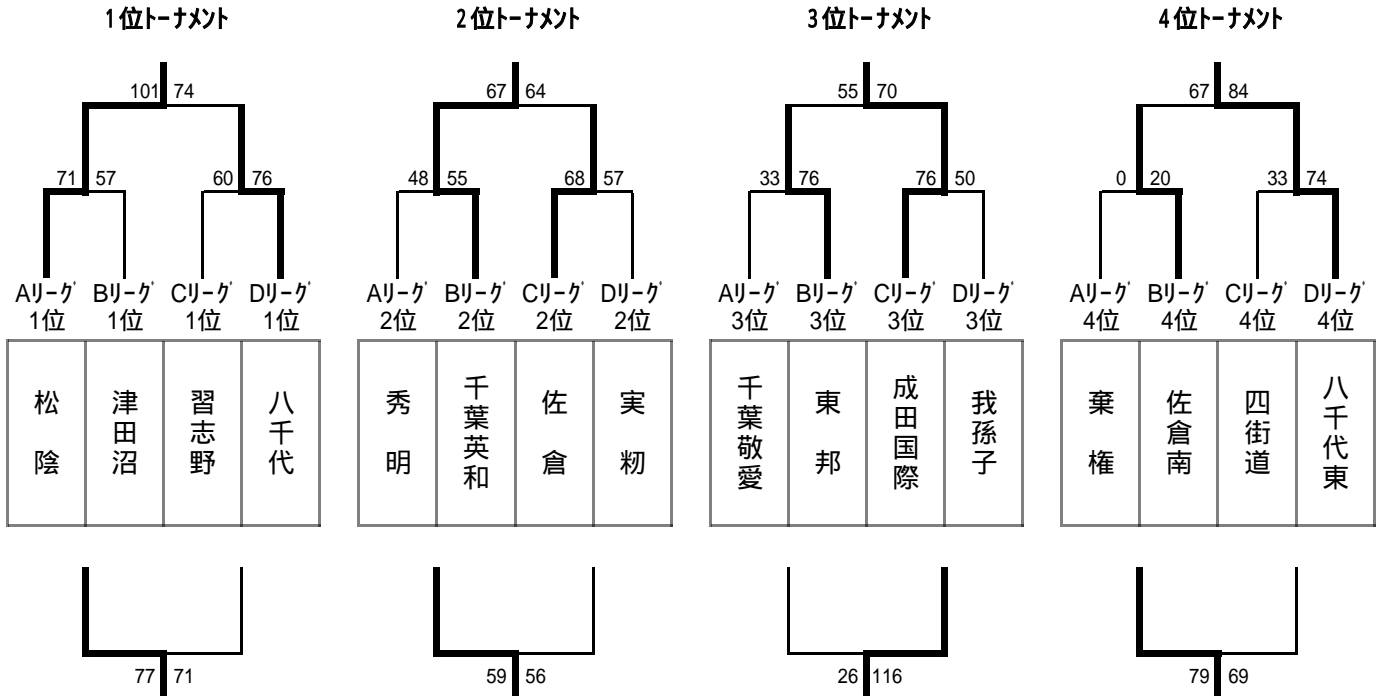 1位トーナメント 2位トーナメント 3位トーナメント 4位トーナメント
101 74 67 64 55 70 67 84
71 57 60 76 48 55 68 57 33 76 76 50 0 20 33 74
Aリーグ Bリーグ Cリーグ Dリーグ Aリーグ Bリーグ Cリーグ Dリーグ Aリーグ Bリーグ Cリーグ Dリーグ Aリーグ Bリーグ Cリーグ Dリーグ
1位 1位 1位 1位 2位 2位 2位 2位 3位 3位 3位 3位 4位 4位 4位 4位
松陰
津田沼
習志野
八千代
秀明
千葉英和
佐倉
実籾
千葉敬愛
東邦
成田国際
我孫子
棄権
佐倉南
四街道
八千代東
77 71 59 56 26 116 79 69